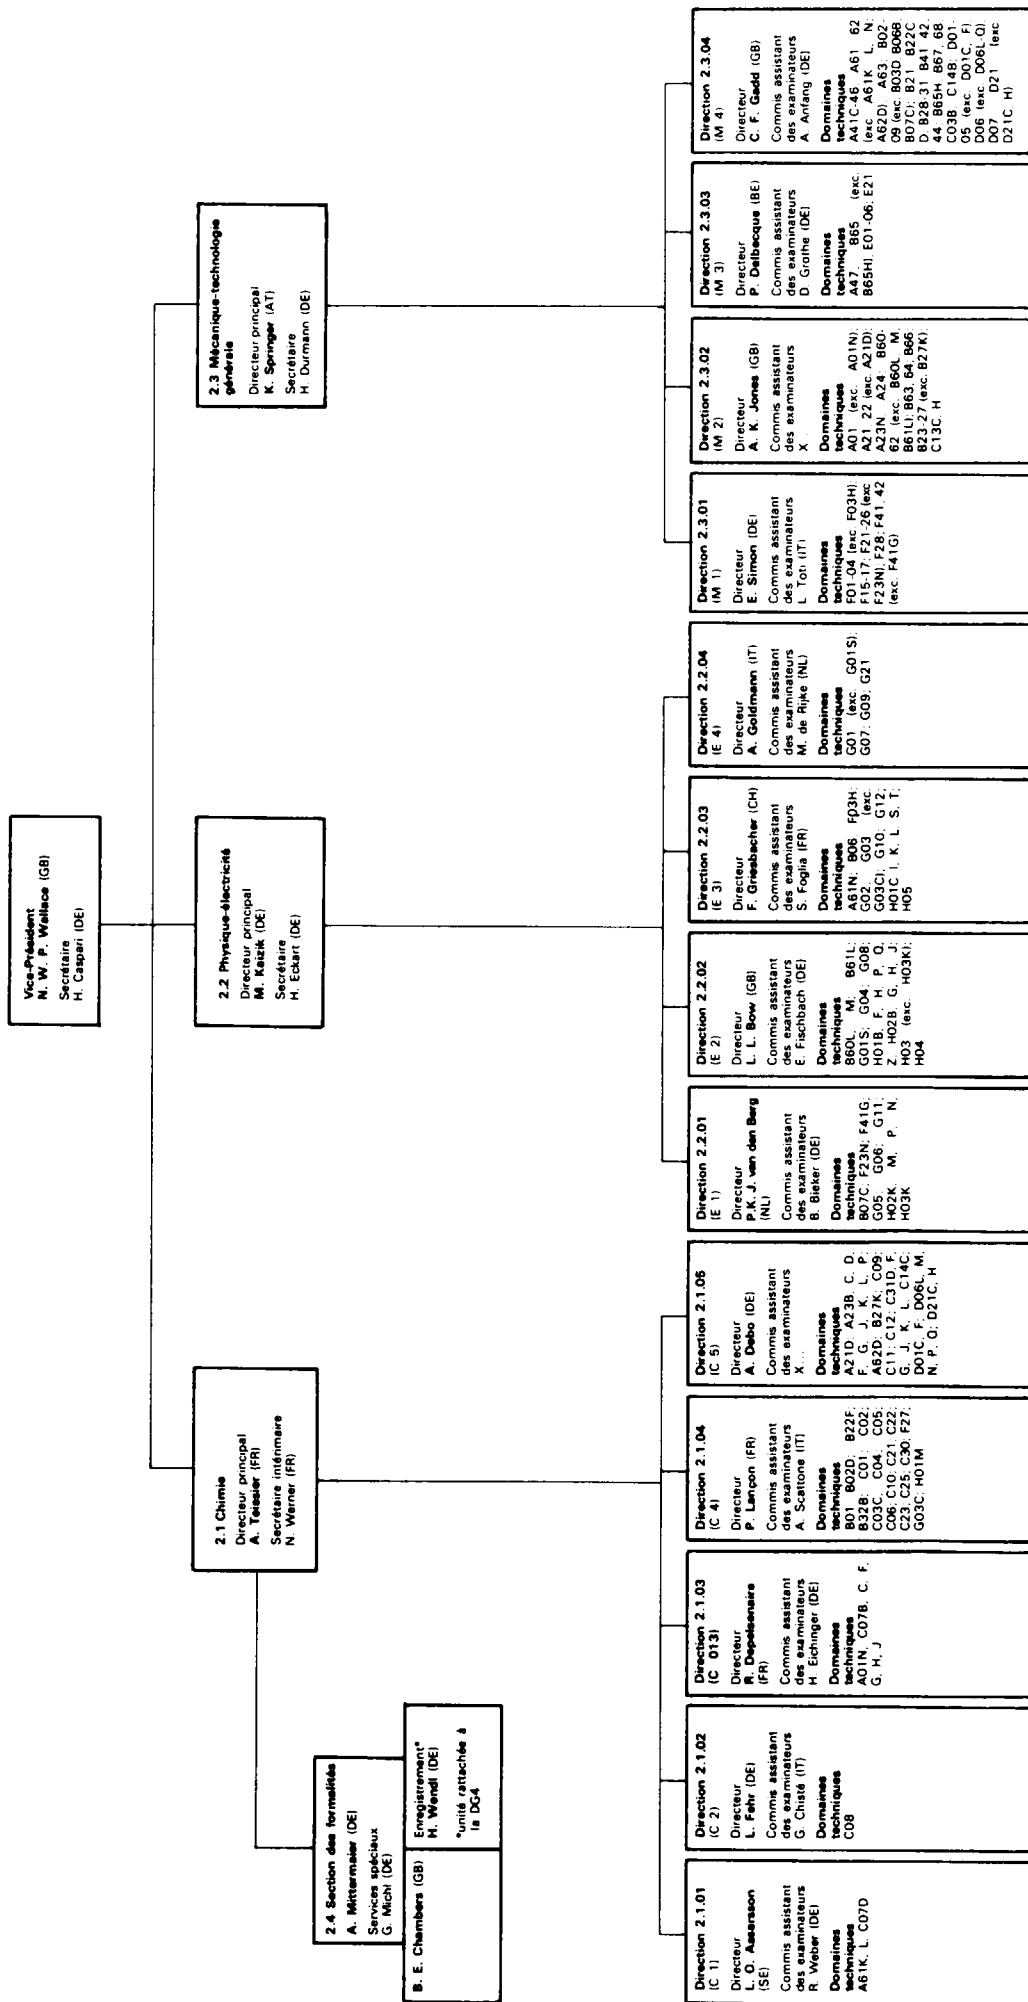 Vice-Président
N. W. P. Wallace (GB)
Secrétaire
H. Caspari (DE)
2.1 Chimie
Directeur principal
A. Teissier (FR)
Secrétaire intérimaire
N. Werner (FR)
2.2 Physique-électricité
Directeur principal
M. Kaizik (DE)
Secrétaire
H. Eckart (DE)
2.3 Mécanique-technologie
générale
Directeur principal
K. Springer (AT)
Secrétaire
H. Durmann (DE)
2.4 Section des formalités
A. Mittermaier (DE)
Services spéciaux
G. Michl (DE)
B. E. Chambers (GB)
Enregistrement*
H. Wendl (DE)
*unité rattachée à
la DG4
Direction 2.1.01
(C 1)
Directeur
L. O. Assarsson
(SE)
Commis assistant
des examinateurs
R. Weber (DE)
Domaines
techniques
A61K, L. C07D
Direction 2.1.02
(C 2)
Directeur
L. Fehr (DE)
Commis assistant
des examinateurs
G. Chisté (IT)
Domaines
techniques
C08
Direction 2.1.03
(C 013)
Directeur
R. Depelsenaire
(FR)
Commis assistant
des examinateurs
H. Eichinger (DE)
Domaines
techniques
A01N, C07B, C, F,
G, H, J
Direction 2.1.04
(C 4)
Directeur
P. Lançon (FR)
Commis assistant
des examinateurs
A. Scattone (IT)
Domaines
techniques
B01 B02D; B22F;
B32B; C01; C02;
C03C, C04; C05;
C06; C10; C21; C22;
C23; C25; C30; F27;
G03C; H01M
Direction 2.1.05
(C 5)
Directeur
A. Debo (DE)
Commis assistant
des examinateurs
X...
Domaines
techniques
A21D; A23B, C, D,
F, G, J, K, L, P;
A62D; B27K; C09;
C11; C12; C31D, F,
G, J, K, L, C14C;
D01C, F; D06L, M,
N, P, Q; D21C, H
Direction 2.2.01
(E 1)
Directeur
P.K. J. van den Berg
(NL)
Commis assistant
des examinateurs
B. Bieker (DE)
Domaines
techniques
B07C; F23N; F41G;
G05; G06; G11;
H02K, M, P, N,
H03K
Direction 2.2.02
(E 2)
Directeur
L. L. Bow (GB)
Commis assistant
des examinateurs
E. Fischbach (DE)
Domaines
techniques
B60L, M; B61L;
G01S; G04; G08;
H01B, F, H, P, Q,
Z, H02B, G, H, J;
H03 (exc. H03K);
H04
Direction 2.2.03
(E 3)
Directeur
F. Griesbacher (CH)
Commis assistant
des examinateurs
S. Foglia (FR)
Domaines
techniques
A61N; B06, F03H;
G02, G03 (exc.
G03C); G10; G12;
H01C, I, K, L, S, T;
H05
Direction 2.2.04
(E 4)
Directeur
A. Goldmann (IT)
Commis assistant
des examinateurs
M. de Rijke (NL)
Domaines
techniques
G01 (exc. G01S);
G07; G09; G21
Direction 2.3.01
(M 1)
Directeur
E. Simon (DE)
Commis assistant
des examinateurs
L. Toti (IT)
Domaines
techniques
F01-04 (exc. F03H);
F15-17; F21-26 (exc
F23N); F28; F41, 42
(exc. F41G)
Direction 2.3.02
(M 2)
Directeur
A. K. Jones (GB)
Commis assistant
des examinateurs
X...
Domaines
techniques
A01 (exc. A01N);
A21 22 (exc. A21D);
A23N A24; B60-
62 (exc. B60L, M,
B61L); B63, 64; B66;
B23-27 (exc. B27K);
C13C, H
Direction 2.3.03
(M 3)
Directeur
P. Delbecque (BE)
Commis assistant
des examinateurs
D. Grothe (DE)
Domaines
techniques
A47, B65 (exc.
B65H), E01-06; E21
Direction 2.3.04
(M 4)
Directeur
C. F. Gadd (GB)
Commis assistant
des examinateurs
A. Anfang (DE)
Domaines
techniques
A41C-46 A61 62
(exc A61K L, N;
A62D); A63, B02-
09 (exc. B03D B06B,
B07C); B21 B22C
D, B28-31 B41 42,
44; B65H B67, 68
C03B, C14B; D01-
05 (exc. D01C, F)
D06 (exc. D06L-Q)
D07 D21 (exc
D21C, H)